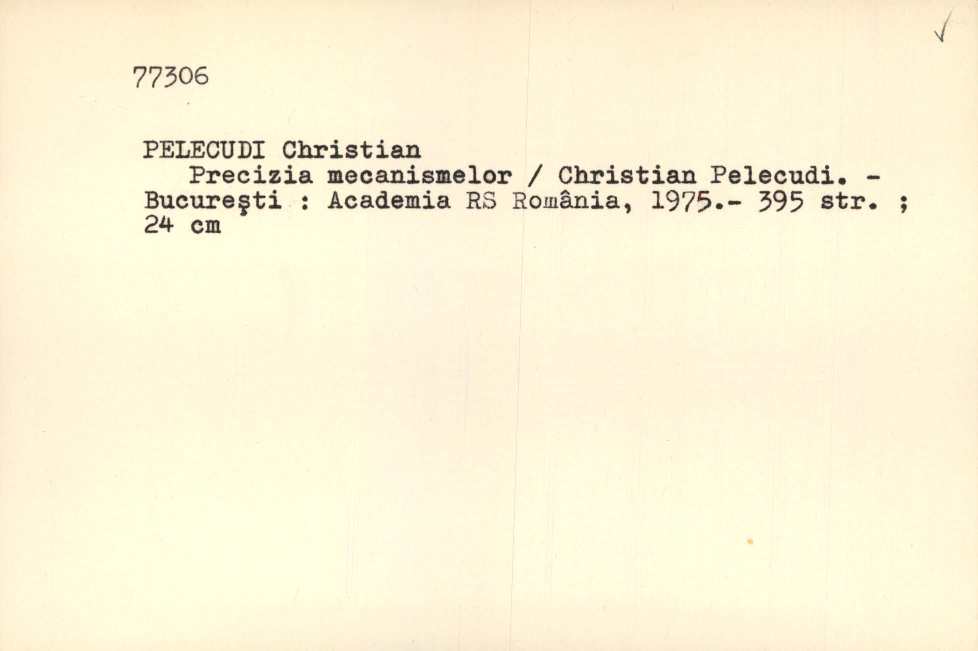 77306
PELECUDI Christian
Precizia mecanismelor / Christian Pelecudi. -
Bucureşti : Academia RS România, 1975.- 395 str. ;
24 cm